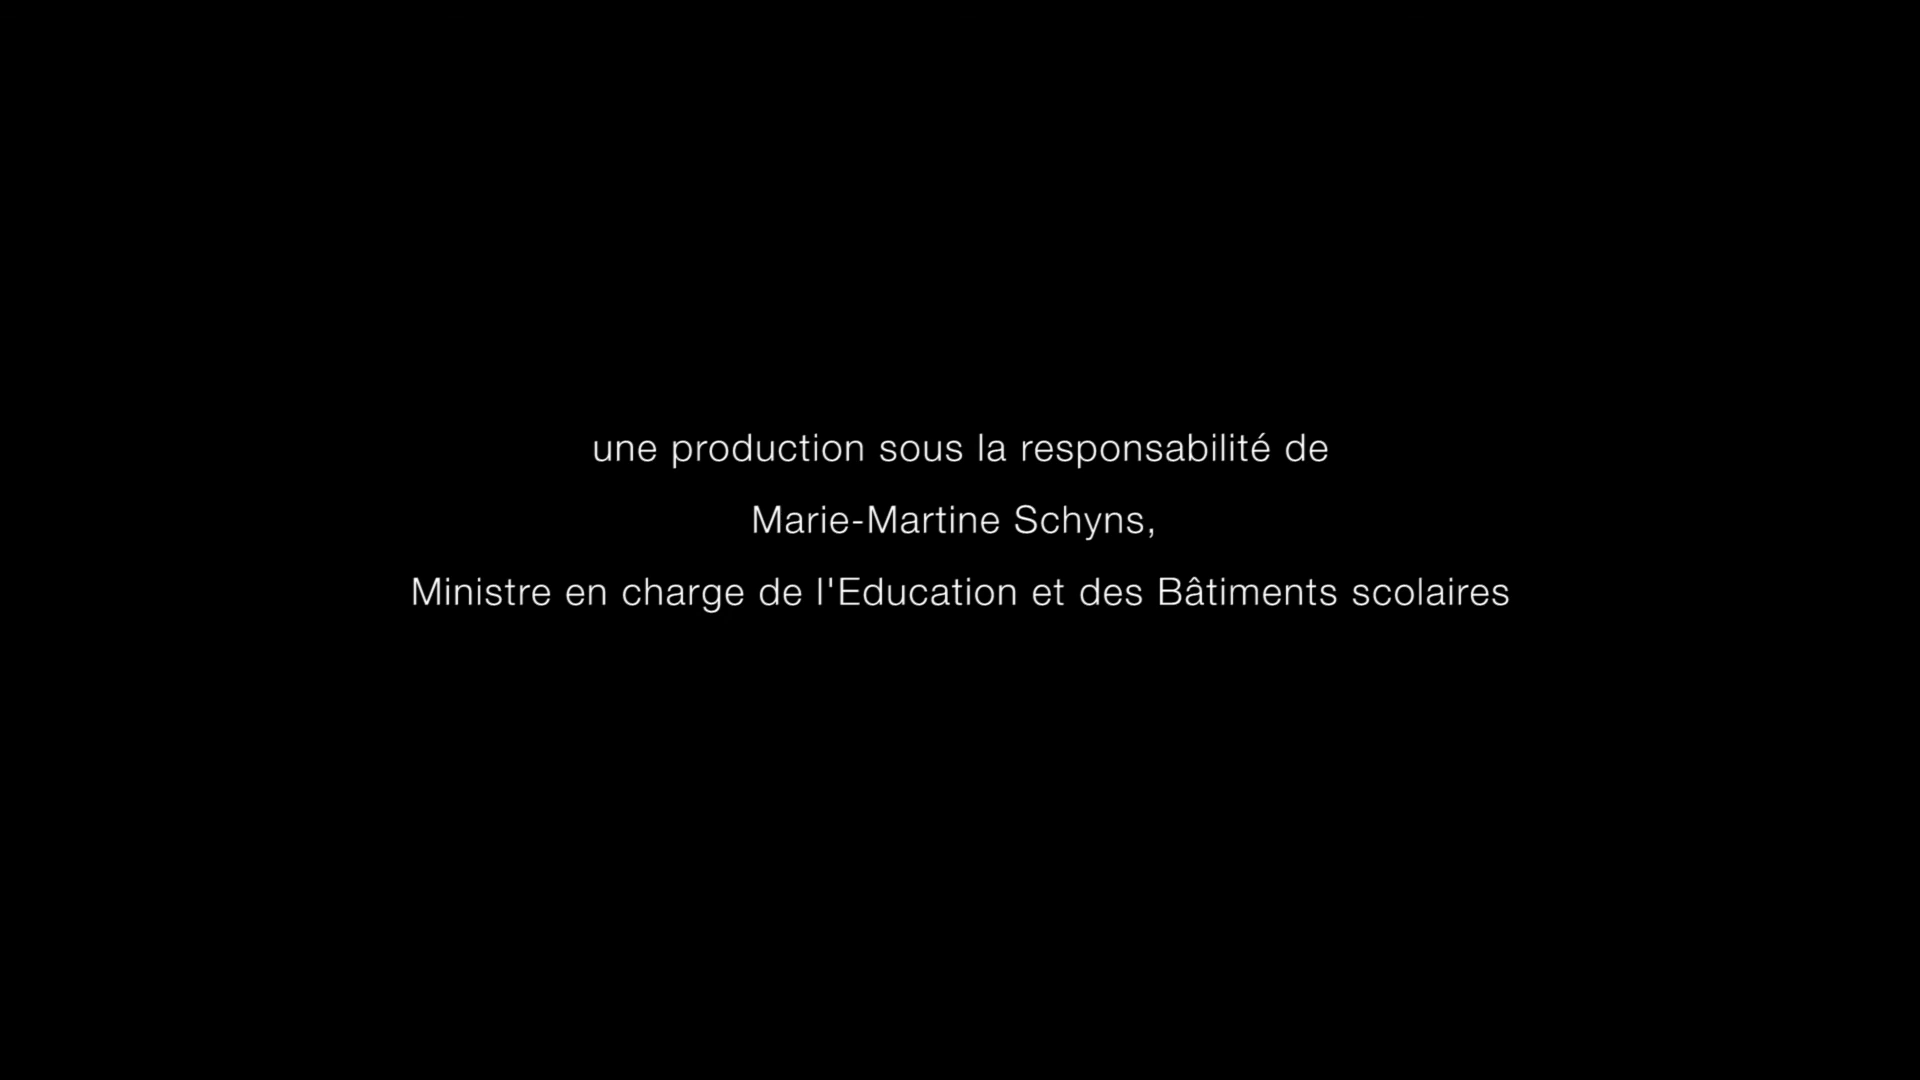 une production sous la responsabilité de
Marie-Martine Schyns,
Ministre en charge de l'Education et des Bâtiments scolaires